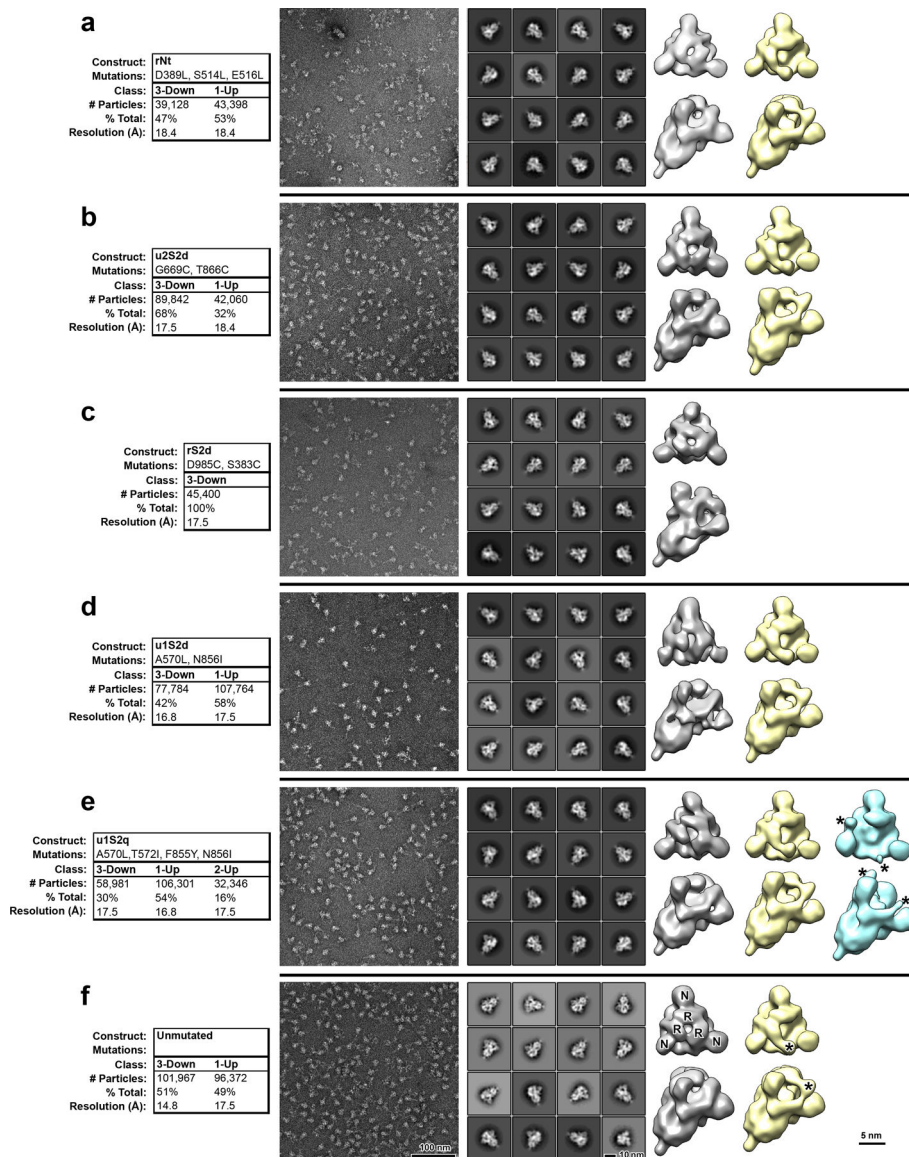 a
Construct: rNt
Mutations: D389L, S514L, E516L
Class: 3-Down 1-Up
# Particles: 39,128 43,398
% Total: 47% 53%
Resolution (Å): 18.4 18.4
b
Construct: u2S2d
Mutations: G669C, T866C
Class: 3-Down 1-Up
# Particles: 89,842 42,060
% Total: 68% 32%
Resolution (Å): 17.5 18.4
c
Construct: rS2d
Mutations: D985C, S383C
Class: 3-Down
# Particles: 45,400
% Total: 100%
Resolution (Å): 17.5
d
Construct: u1S2d
Mutations: A570L, N856I
Class: 3-Down 1-Up
# Particles: 77,784 107,764
% Total: 42% 58%
Resolution (Å): 16.8 17.5
e
Construct: u1S2q
Mutations: A570L,T572I, F855Y, N856I
Class: 3-Down 1-Up 2-Up
# Particles: 58,981 106,301 32,346
% Total: 30% 54% 16%
Resolution (Å): 17.5 16.8 17.5
*
*
*
*
f
Construct: Unmutated
Mutations:
Class: 3-Down 1-Up
# Particles: 101,967 96,372
% Total: 51% 49%
Resolution (Å): 14.8 17.5
N
R
R R
N N
*
*
100 nm
10 nm
5 nm